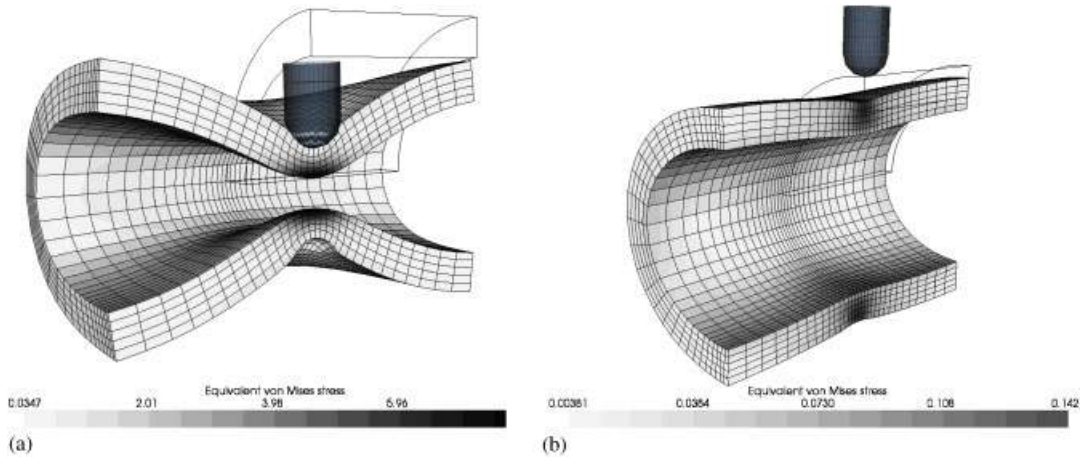 Equivalent von Mises stress
0.0347 2.01 3.98 5.96
(a)
Equivalent von Mises stress
0.00381 0.0384 0.0730 0.108 0.142
(b)